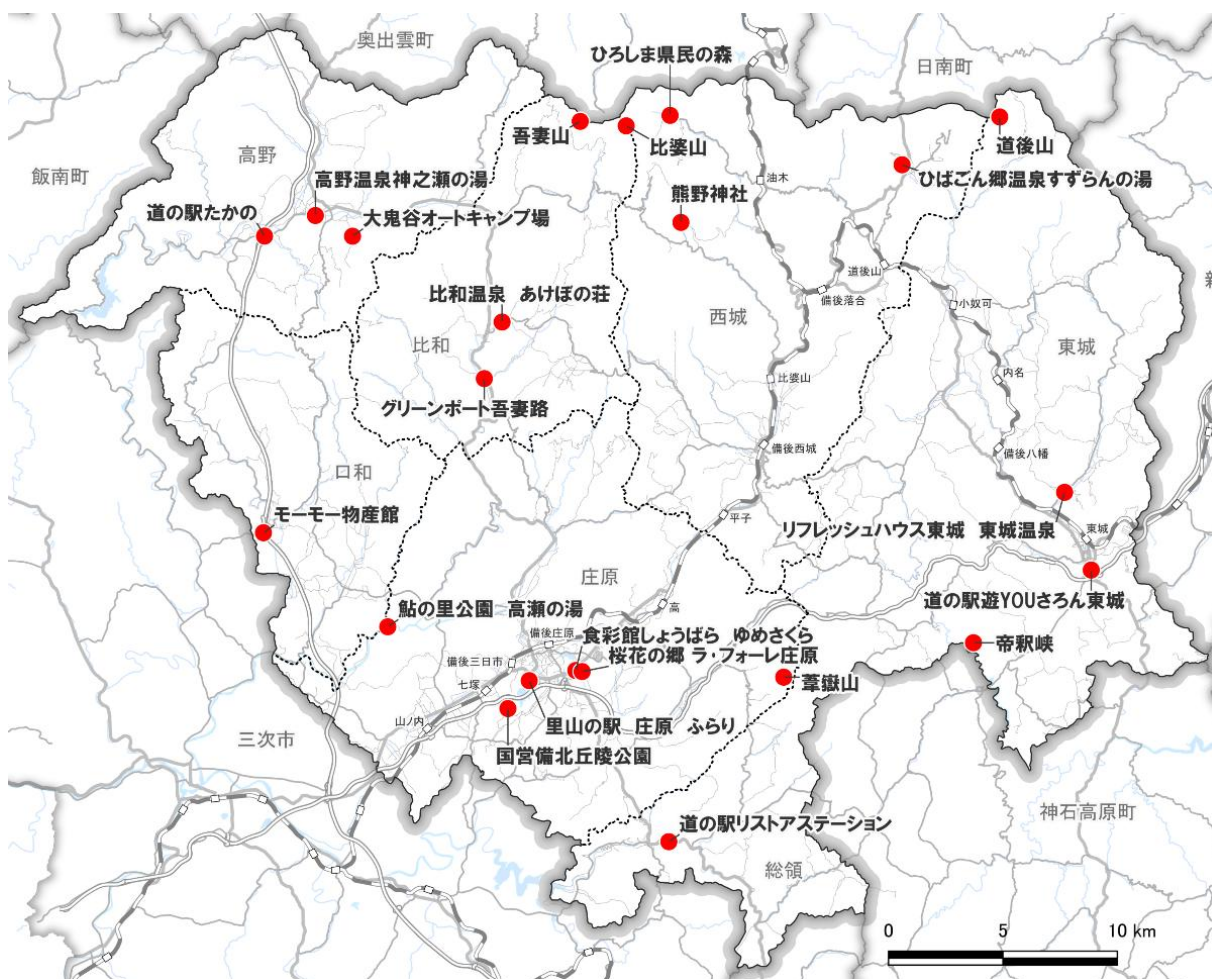 奥出雲町
ひろしま県民の森
日南町
吾妻山
比婆山
道後山
高野
飯南町
高野温泉神之瀬の湯
油木
ひばごん郷温泉すずらんの湯
熊野神社
道の駅たかの
大鬼谷オートキャンプ場
道後山
備後落合
小奴可
比和温泉 あけぼの荘
西城
比和
東城
比婆山
内名
グリーンポート吾妻路
備後西城
備後八幡
口和
モーモー物産館
平子
リフレッシュハウス東城 東城温泉
東城
庄原
高
道の駅遊YOUさろん東城
鮎の里公園 高瀬の湯
備後庄原
食彩館しょうばら ゆめさくら
帝釈峡
備後三日市
桜花の郷 ラ・フォーレ庄原
七塚
葦嶽山
山ノ内
里山の駅 庄原 ふらり
三次市
国営備北丘陵公園
神石高原町
道の駅リストアステーション
総領
0 5 10 km